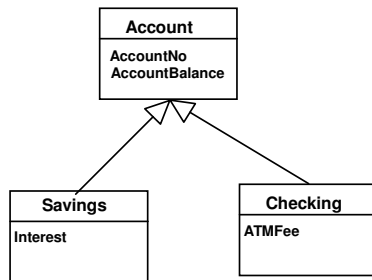 Account
AccountNo
AccountBalance
Savings
Interest
Checking
ATMFee